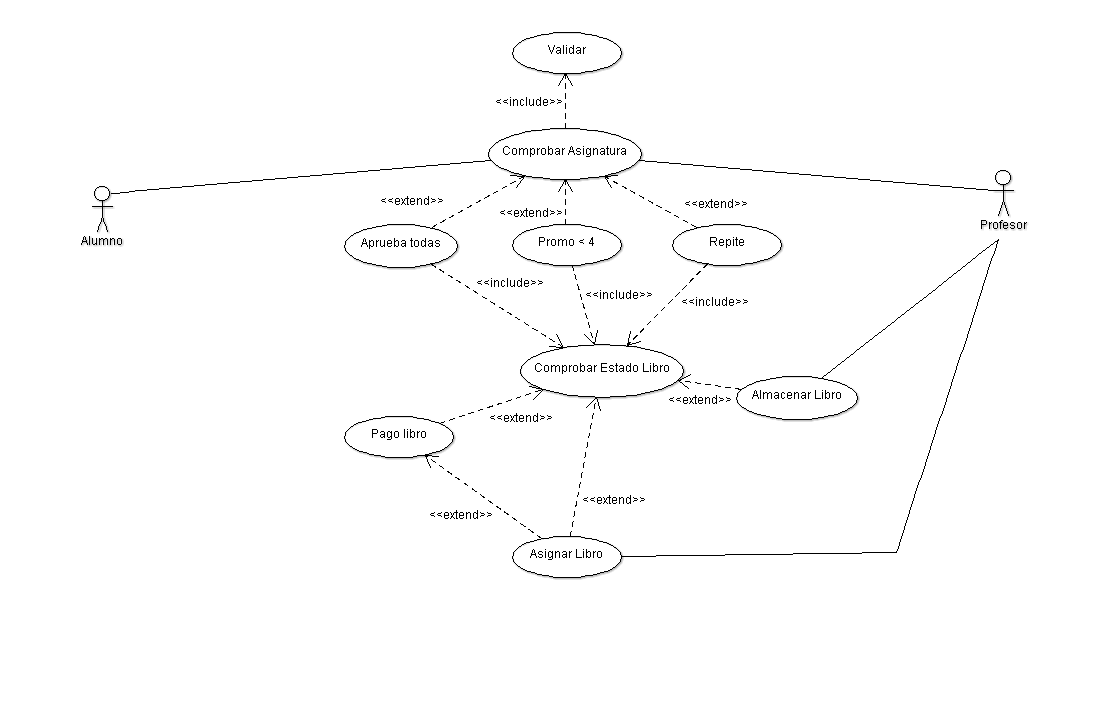 Validar
<<include>>
Comprobar Asignatura
Alumno
Profesor
<<extend>>
<<extend>>
<<extend>>
Aprueba todas
Promo < 4
Repite
<<include>>
<<include>>
<<include>>
Comprobar Estado Libro
Almacenar Libro
<<extend>>
Pago libro
<<extend>>
<<extend>>
<<extend>>
Asignar Libro